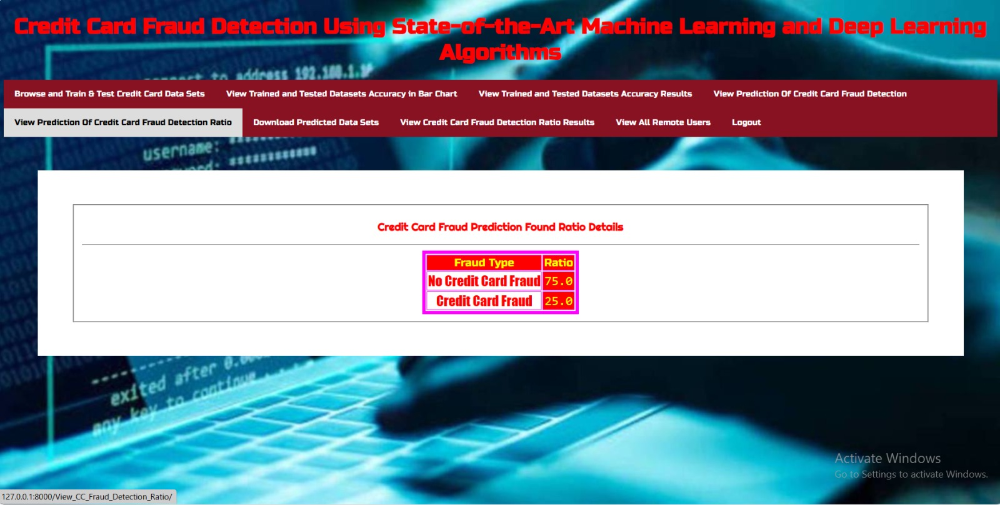 Credit Card Fraud Detection Using State-of-the-Art Machine Learning and Deep Learning
Algorithms
connect to address 192.168.1.1
Browse and Train & Test Credit Card Data Sets View Trained and Tested Datasets Accuracy in Bar Chart View Trained and Tested Datasets Accuracy Results View Prediction Of Credit Card Fraud Detection
View Prediction Of Credit Card Fraud Detection Ratio Download Predicted Data Sets View Credit Card Fraud Detection Ratio Results View All Remote Users Logout
username: ************
************
Credit Card Fraud Prediction Found Ratio Details
Fraud Type Ratio
No Credit Card Fraud 75.0
Credit Card Fraud 25.0
exited after 0.
any key to continue . . .
Activate Windows
Go to Settings to activate Windows.
127.0.0.1:8000/View_CC_Fraud_Detection_Ratio/